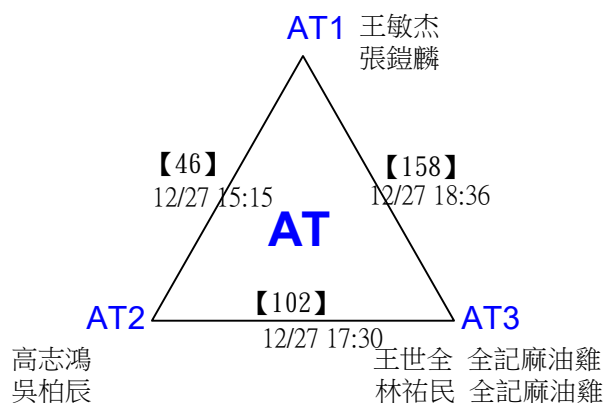 AT1 王敏杰
張鎧麟
【46】 【158】
12/27 15:15 12/27 18:36
AT
【102】
AT2 AT3
12/27 17:30
高志鴻 王世全 全記麻油雞
吳柏辰 林祐民 全記麻油雞